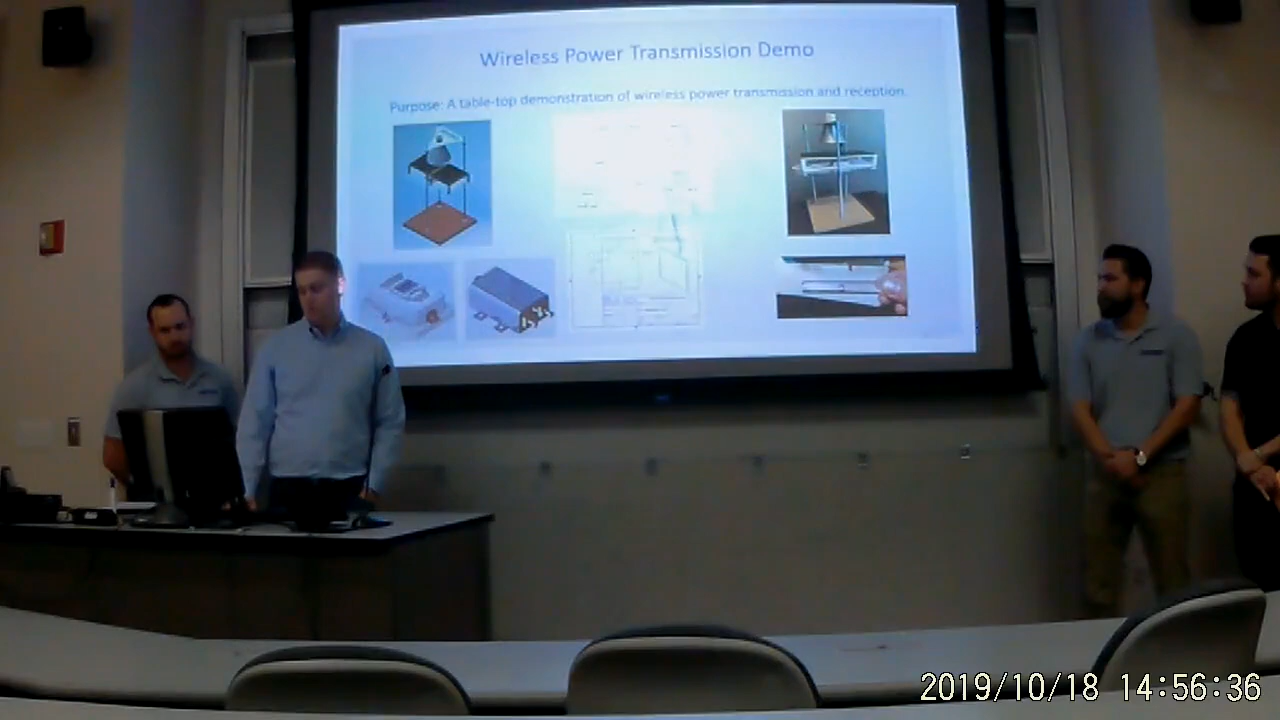 Wireless Power Transmission Demo
Purpose: A table-top demonstration of wireless power transmission and reception.
2019/10/18 14:56:36